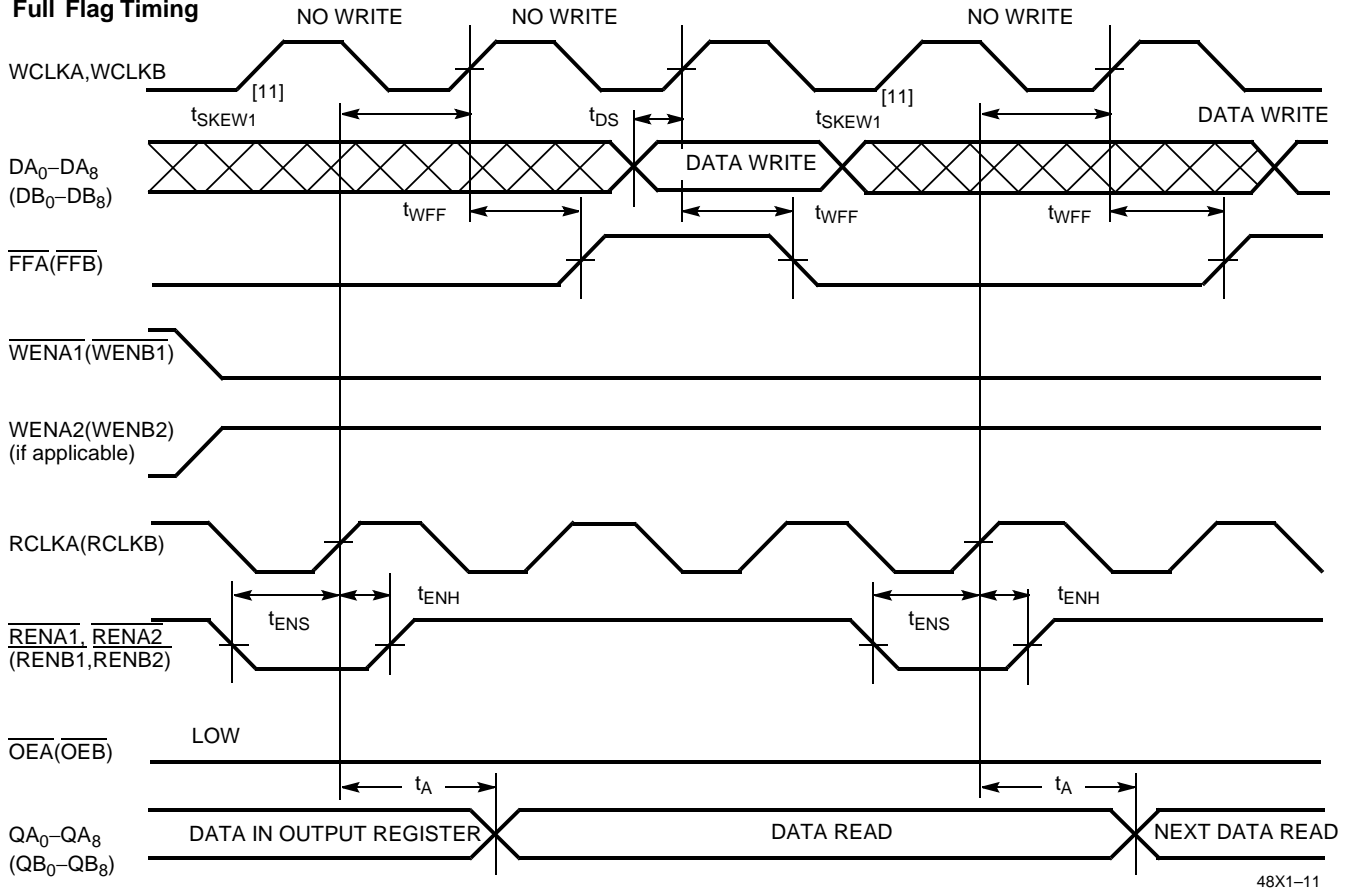 Full Flag Timing
NO WRITE
NO WRITE
NO WRITE
WCLKA,WCLKB
[11]
[11]
tSKEW1
tDS
tSKEW1
DATA WRITE
DA0–DA8
(DB0–DB8)
DATA WRITE
tWFF
tWFF
tWFF
FFA(FFB)
WENA1(WENB1)
WENA2(WENB2)
(if applicable)
RCLKA(RCLKB)
tENS
tENH
tENS
tENH
RENA1, RENA2
(RENB1,RENB2)
LOW
OEA(OEB)
tA
tA
QA0–QA8
(QB0–QB8)
DATA IN OUTPUT REGISTER
DATA READ
NEXT DATA READ
48X1–11